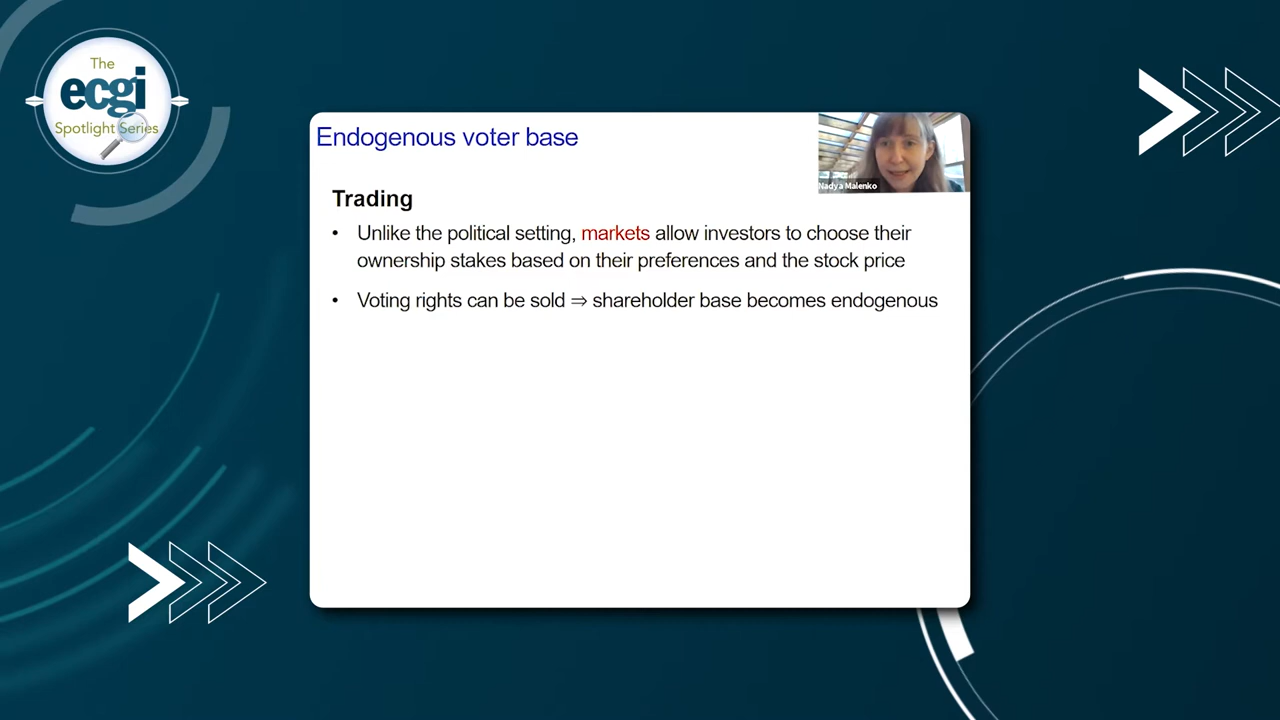 The
ecgi
Spotlight Series
Endogenous voter base
Nadya Malenko
Trading
• Unlike the political setting, markets allow investors to choose their
ownership stakes based on their preferences and the stock price
• Voting rights can be sold ⇒ shareholder base becomes endogenous